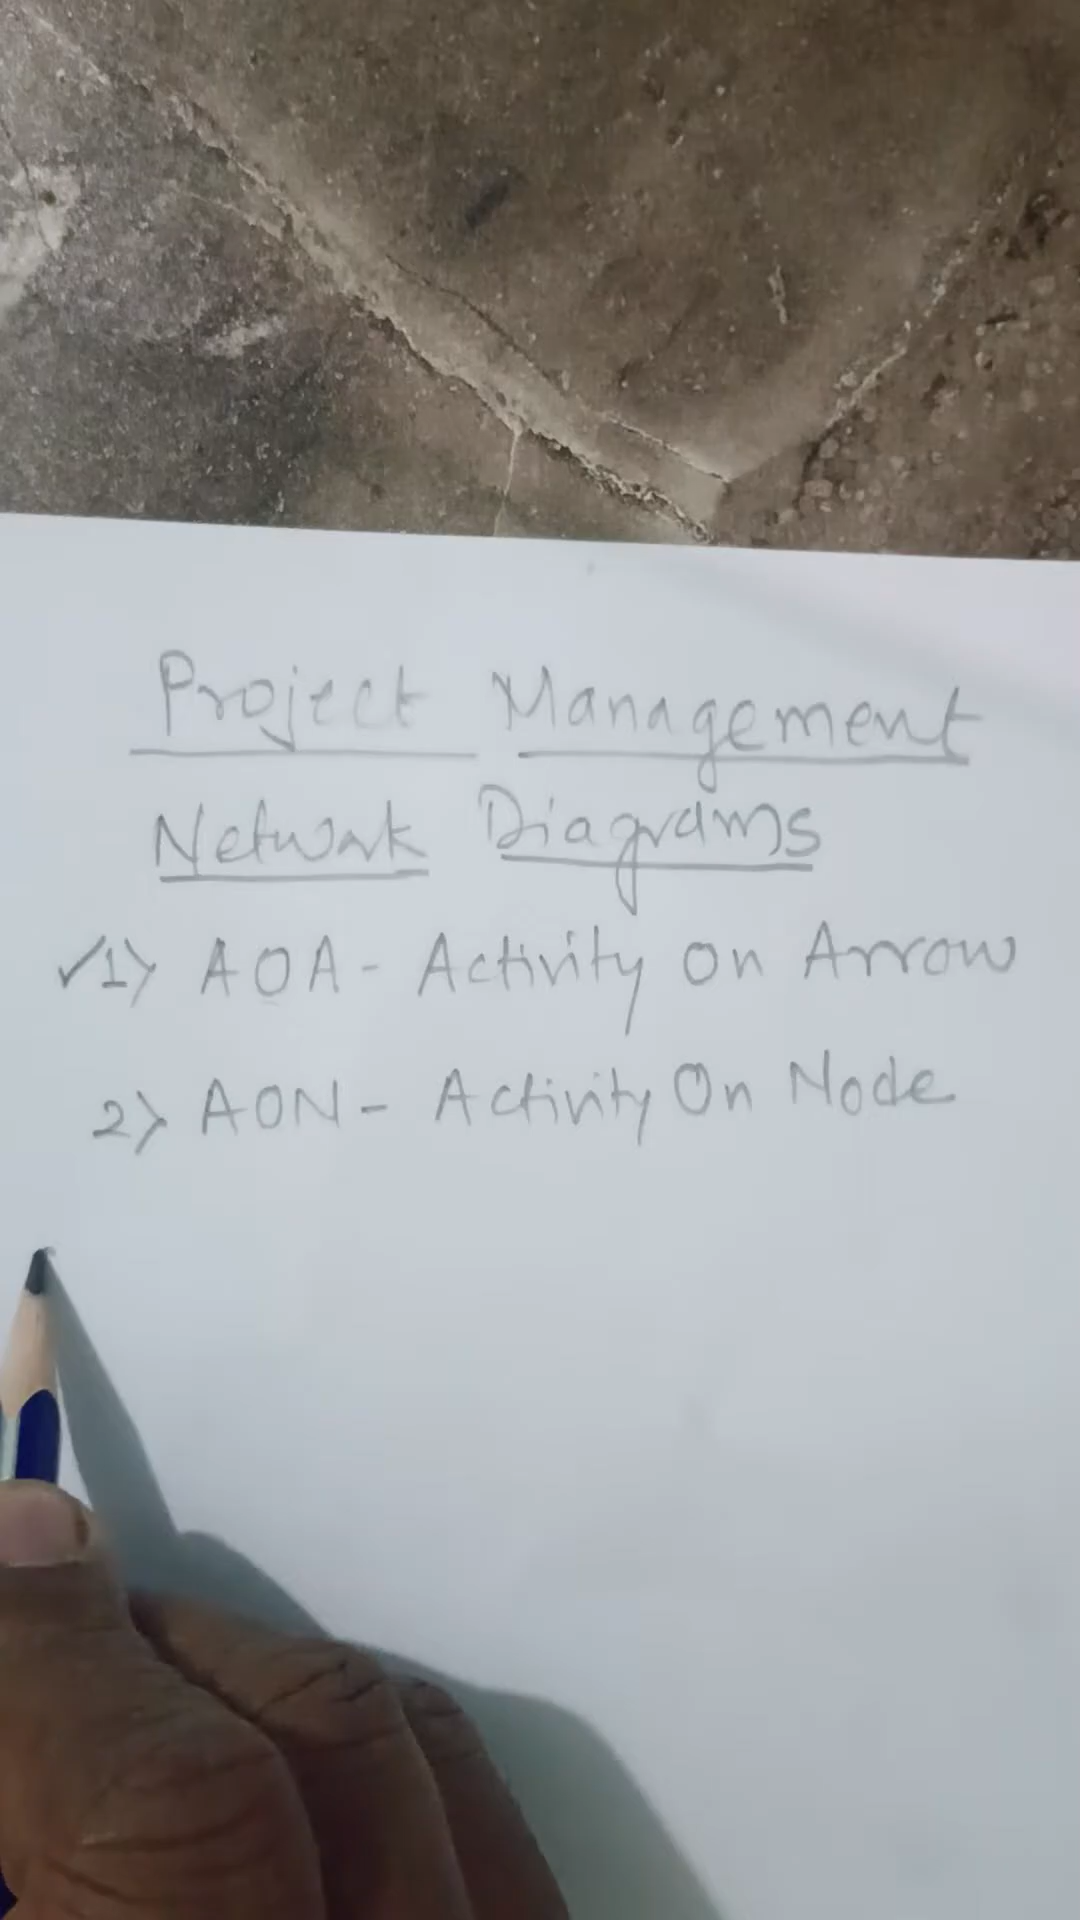 Project Management
Network Diagrams
✓1) AOA - Activity On Arrow
2) AON - Activity On Node